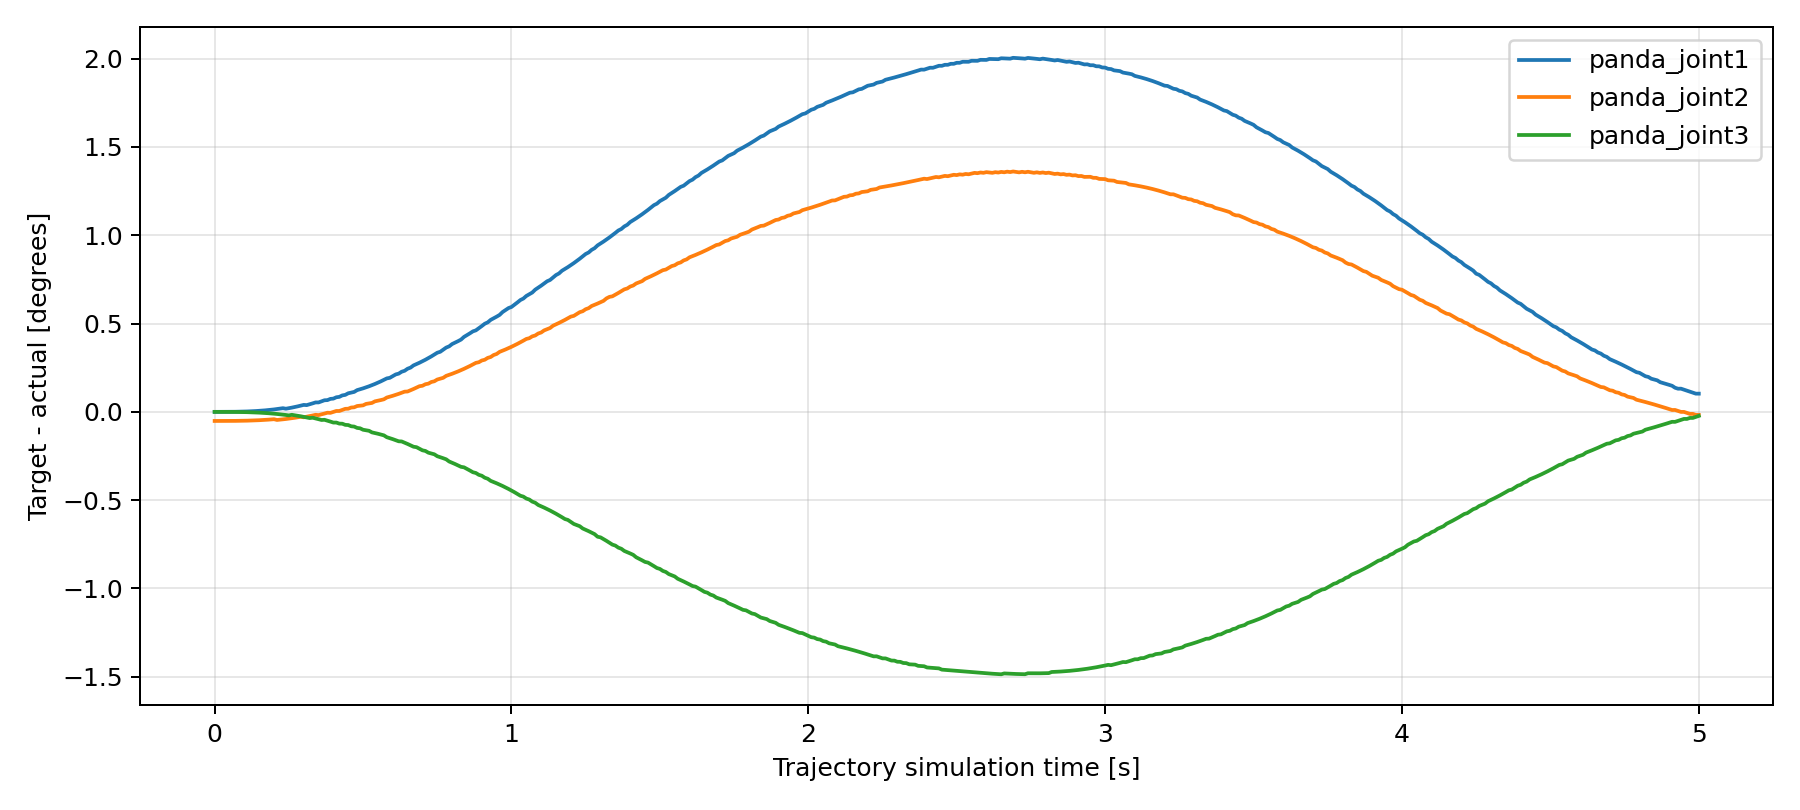 2.0
1.5
1.0
0.5
0.0
−0.5
−1.0
−1.5
Target - actual [degrees]
panda_joint1
panda_joint2
panda_joint3
0 1 2 3 4 5
Trajectory simulation time [s]